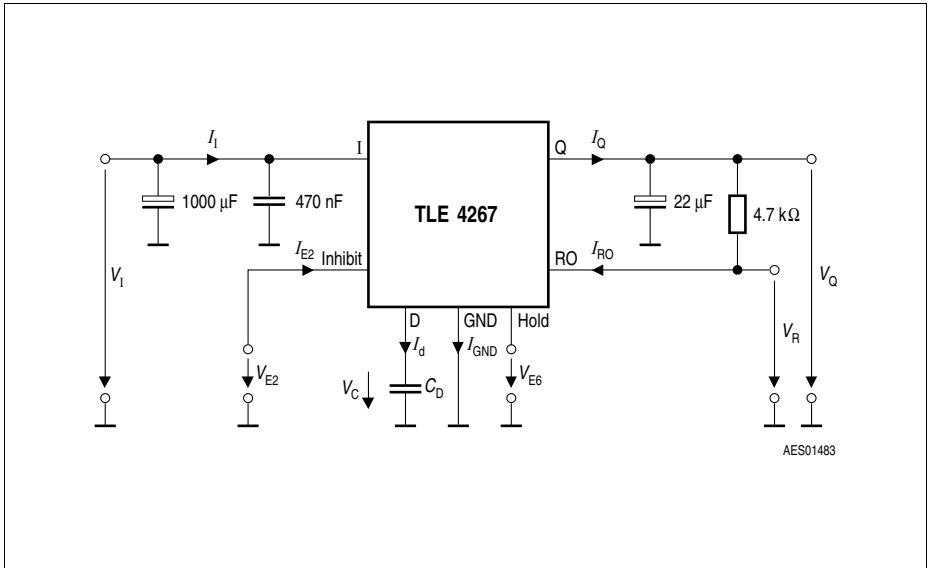 I_I
I
Q
I_Q
1000 µF
470 nF
TLE 4267
22 µF
4.7 kΩ
I_E2
Inhibit
RO
I_RO
V_I
V_Q
D
GND
Hold
V_R
I_d
I_GND
V_E2
V_C
C_D
V_E6
AES01483